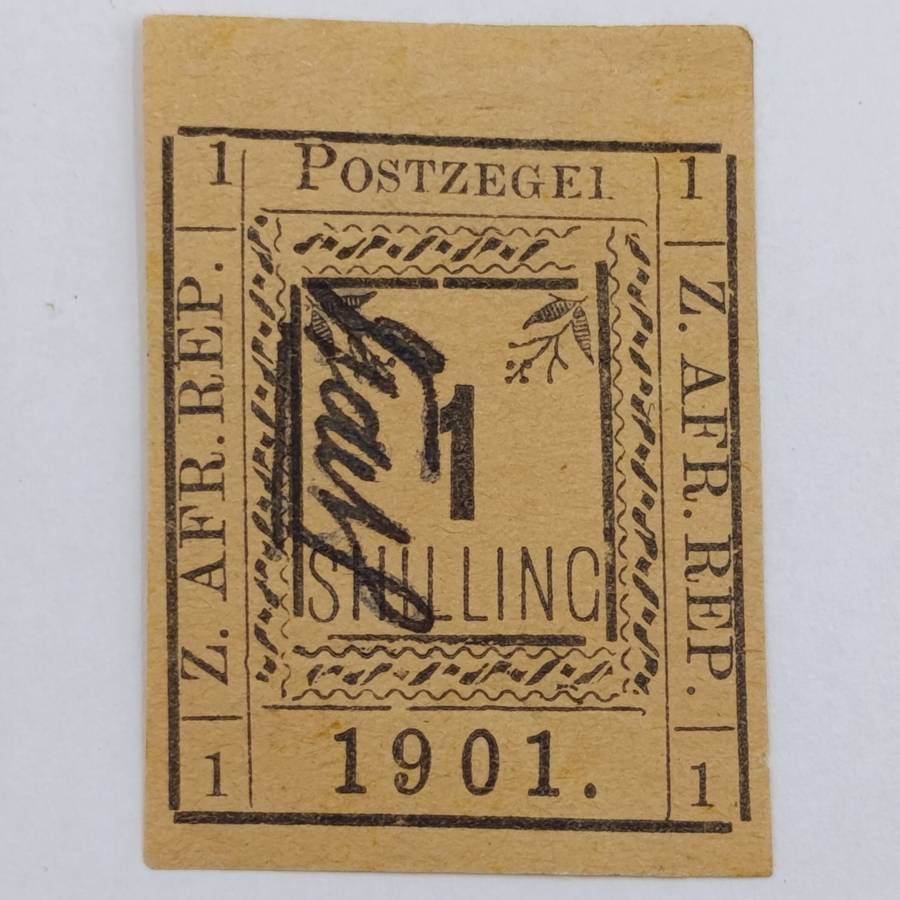 1 POSTZEGEL 1
Z. AFR. REP.
Z. AFR. REP.
1
SHILLING
1 1901. 1